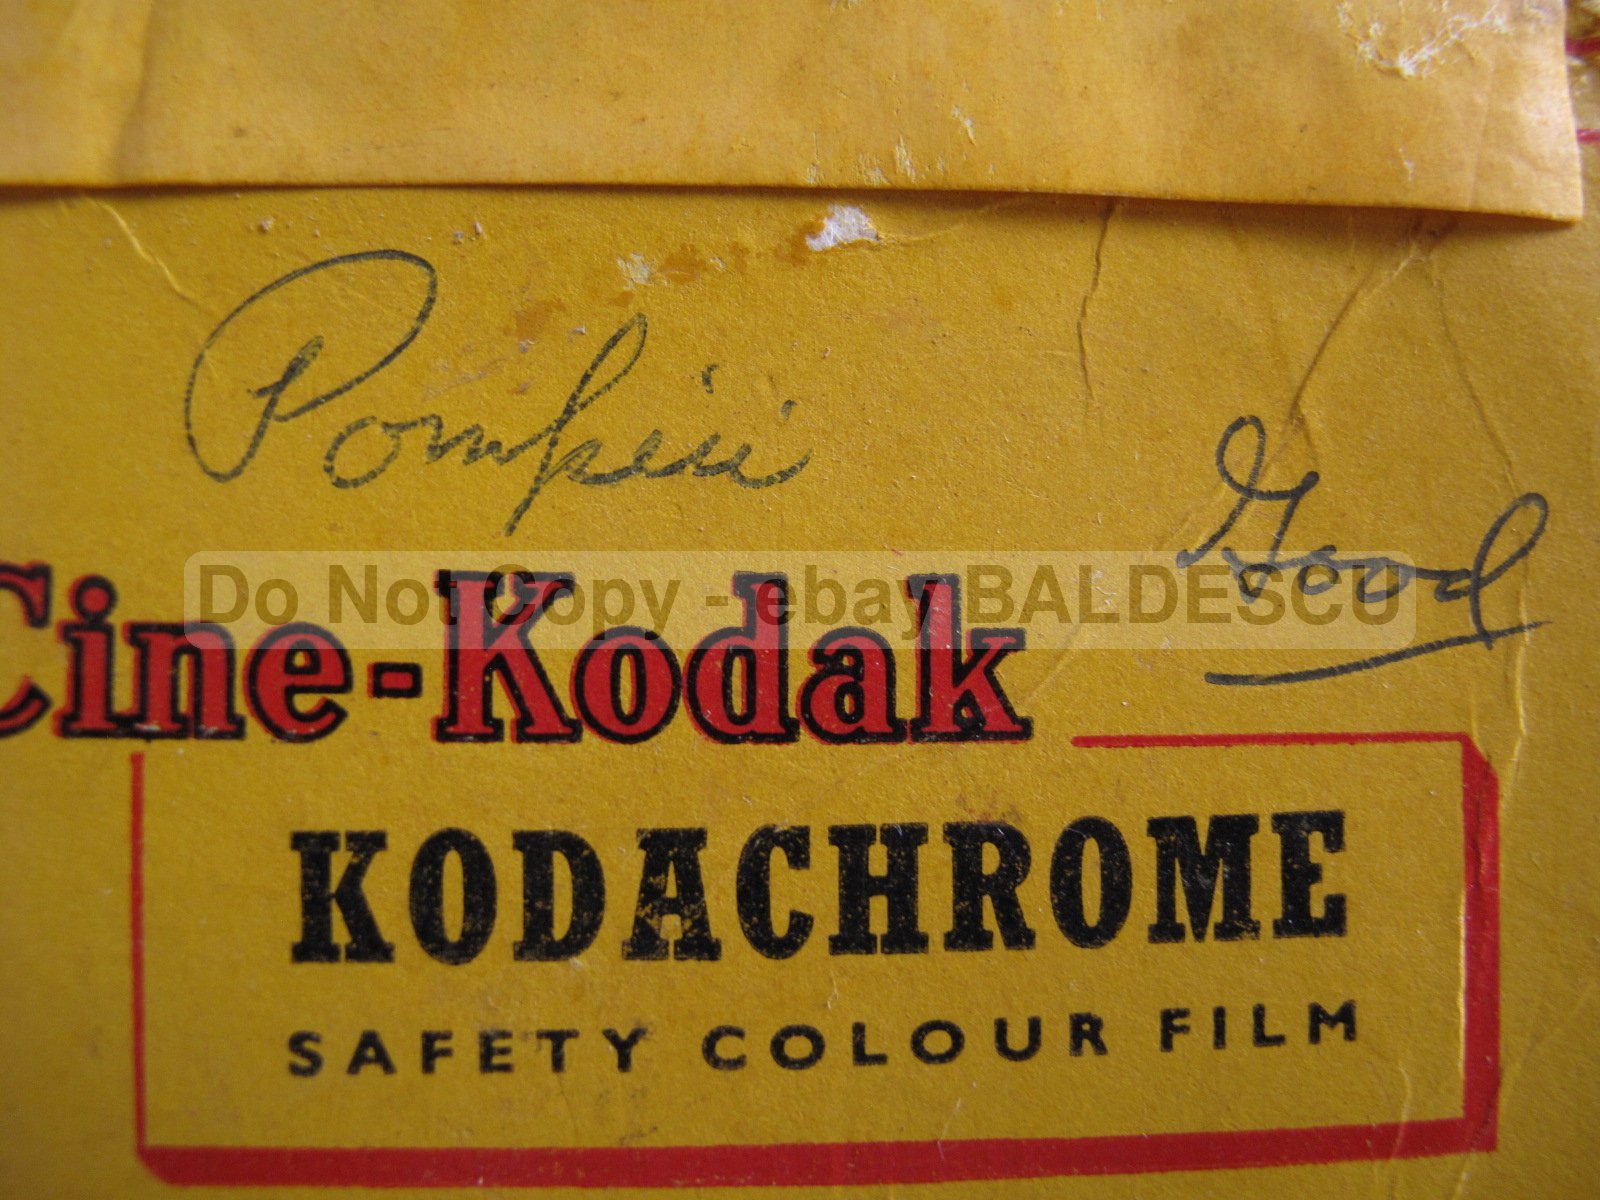 Pompeii
Good
Do Not Copy - ebay BALDESCU
Cine-Kodak
KODACHROME
SAFETY COLOUR FILM